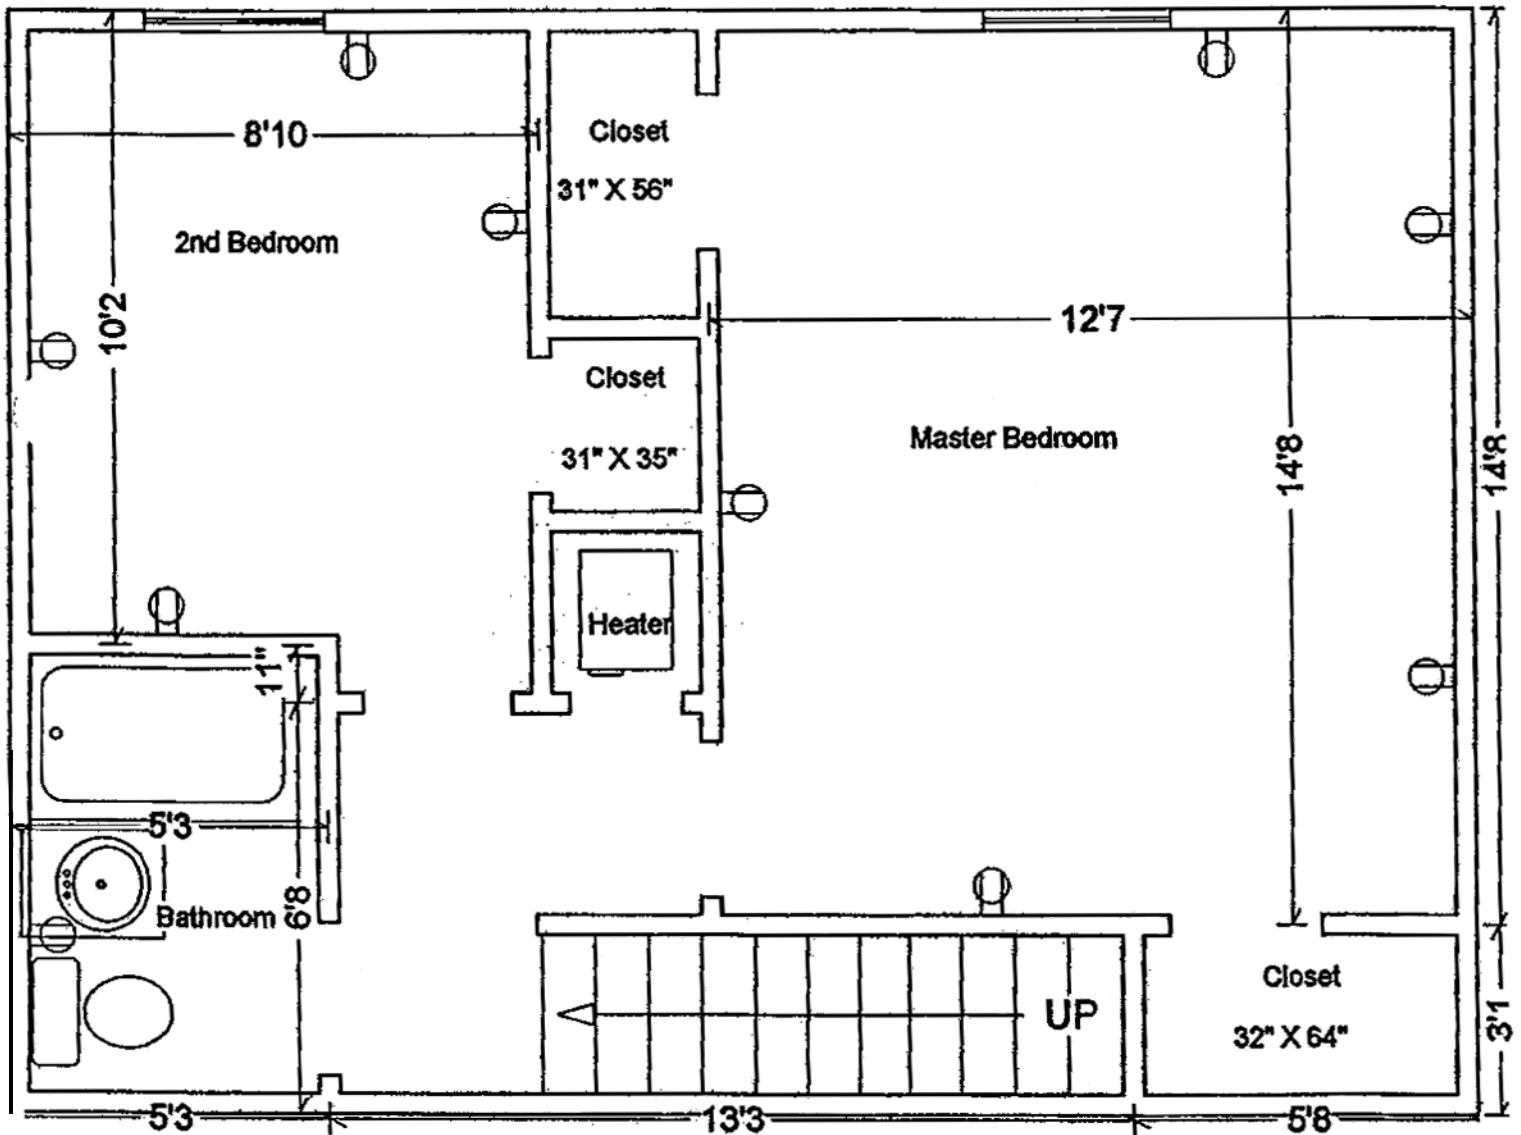 8'10
Closet
31" X 56"
2nd Bedroom
10'2
12'7
Closet
31" X 35"
Master Bedroom
14'8
14'8
Heater
11"
5'3
Bathroom
6'8
UP
Closet
32" X 64"
3'1
5'3
13'3
5'8